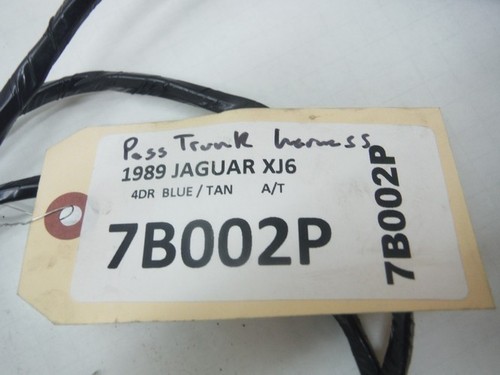 Pass Trunk harness
1989 JAGUAR XJ6
4DR BLUE / TAN A/T
7B002P
7B002P